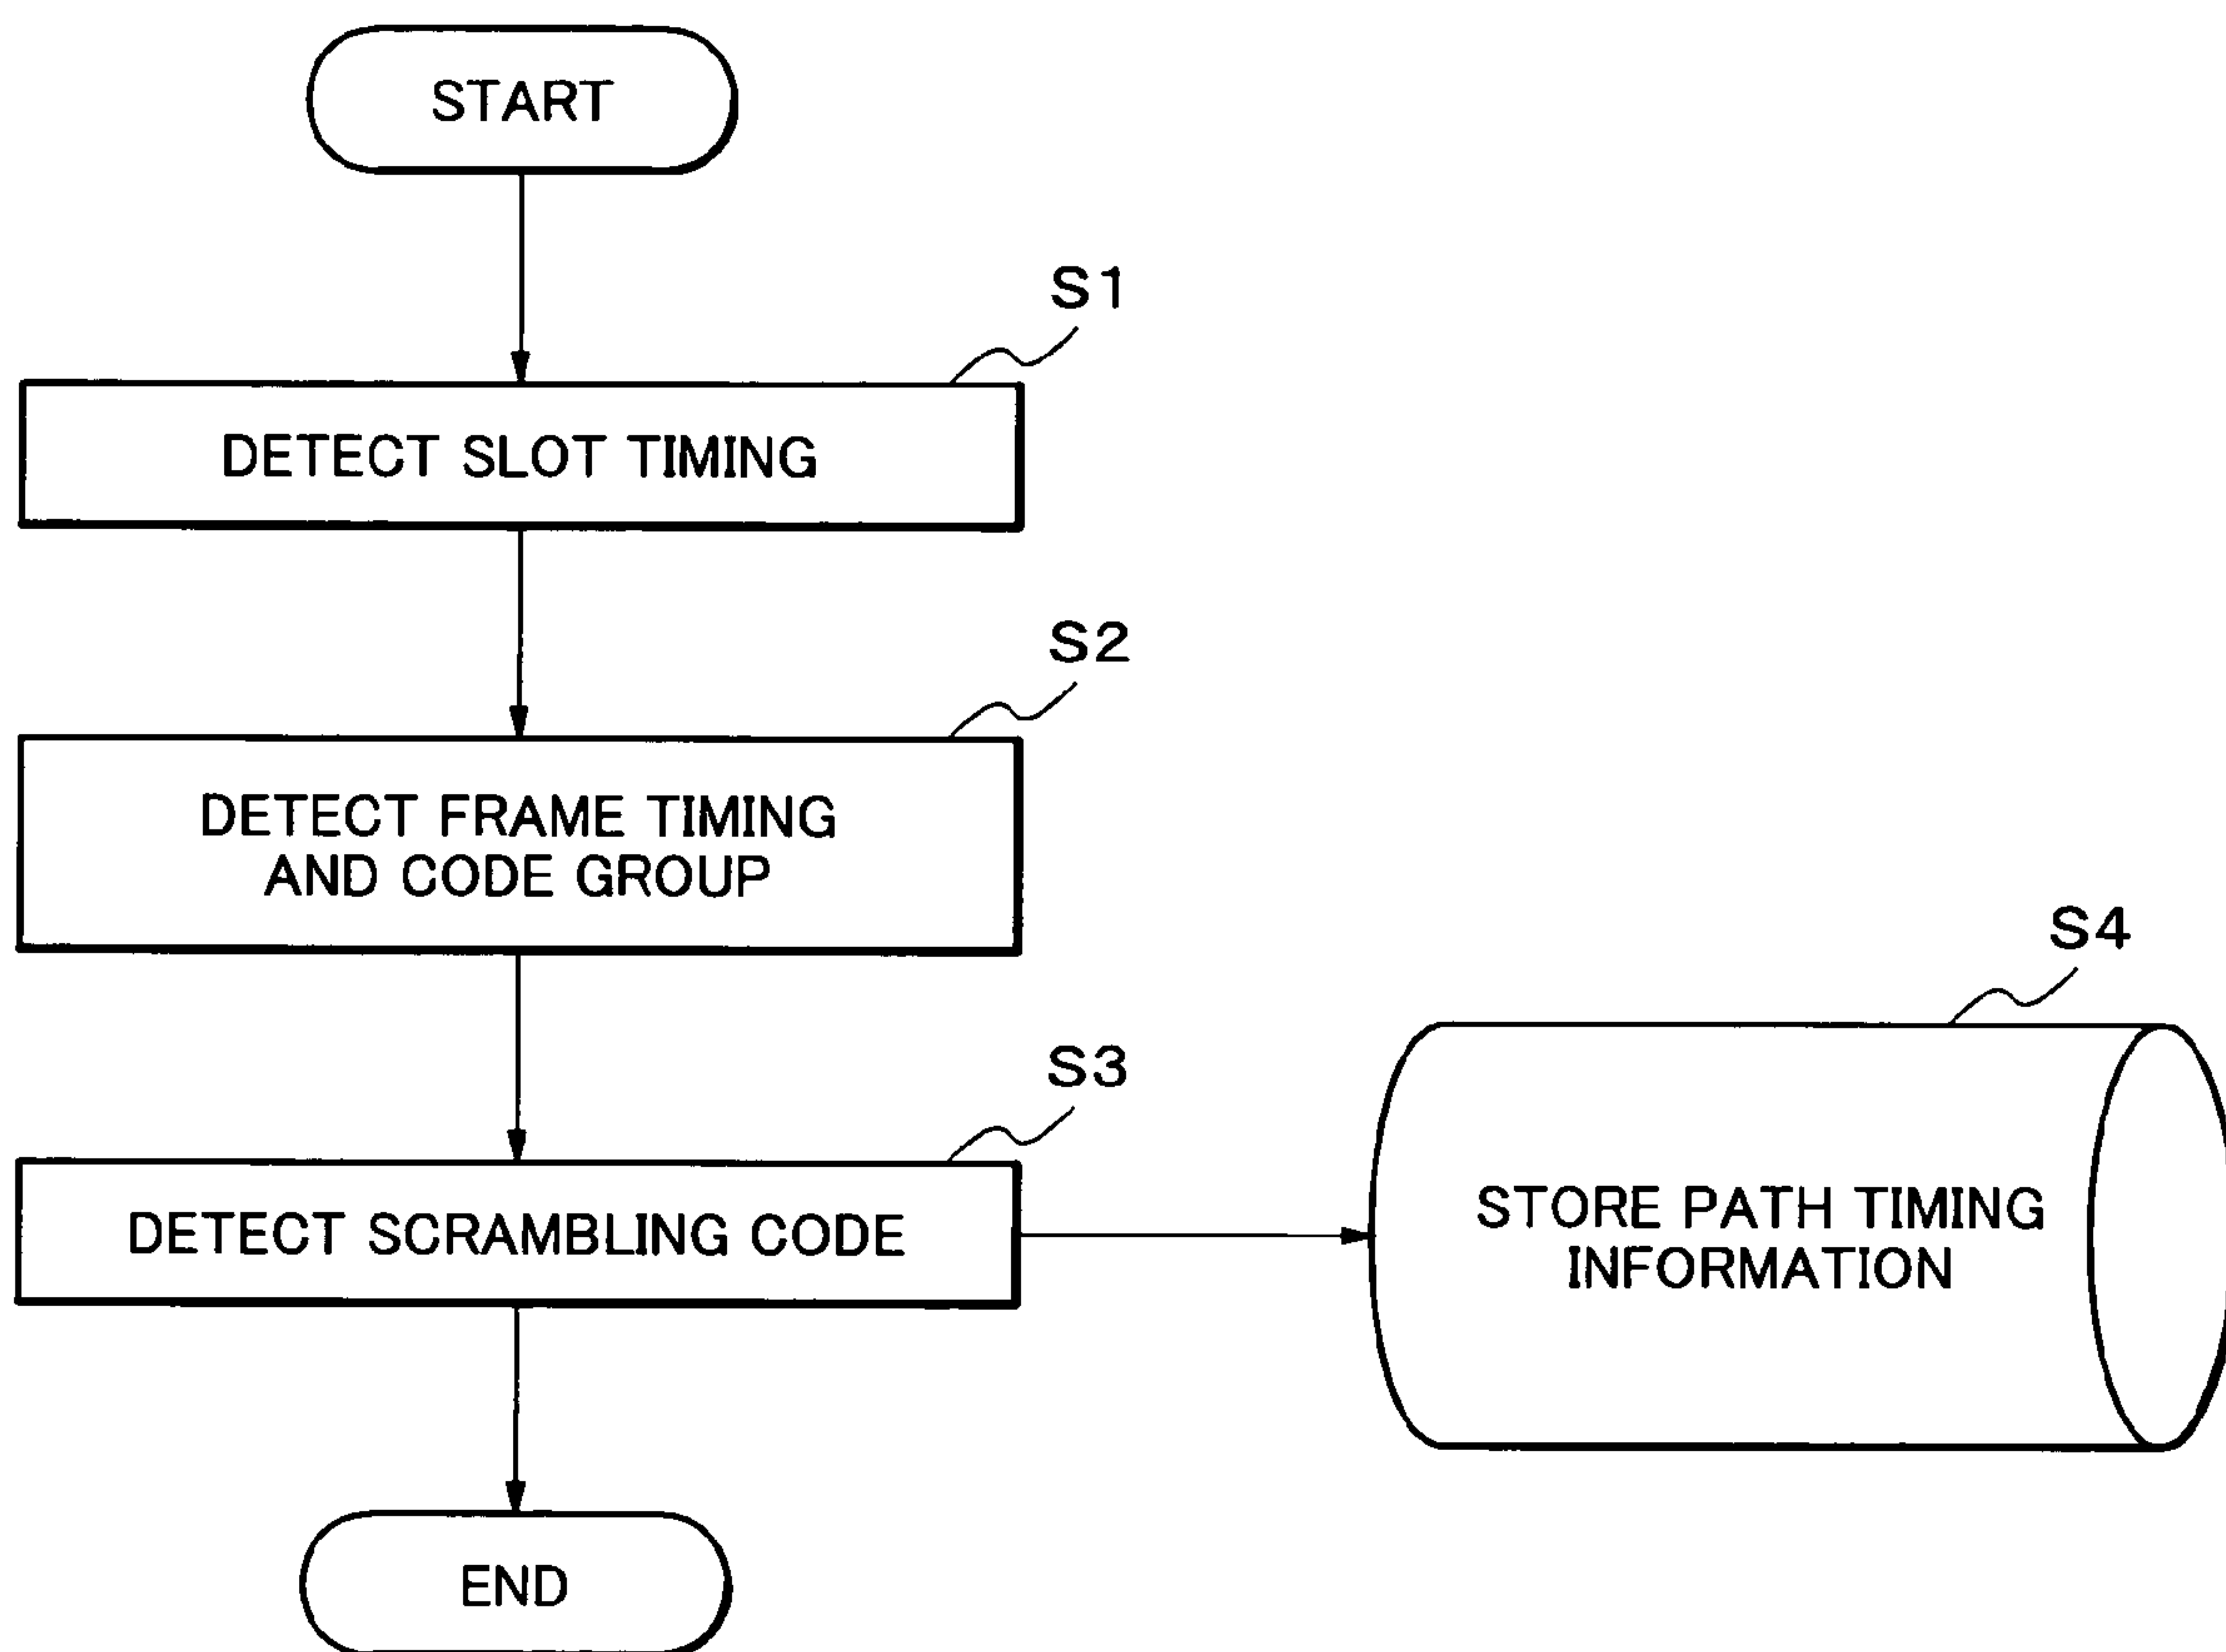 START
S1
DETECT SLOT TIMING
S2
DETECT FRAME TIMING
AND CODE GROUP
S3
DETECT SCRAMBLING CODE
S4
STORE PATH TIMING
INFORMATION
END